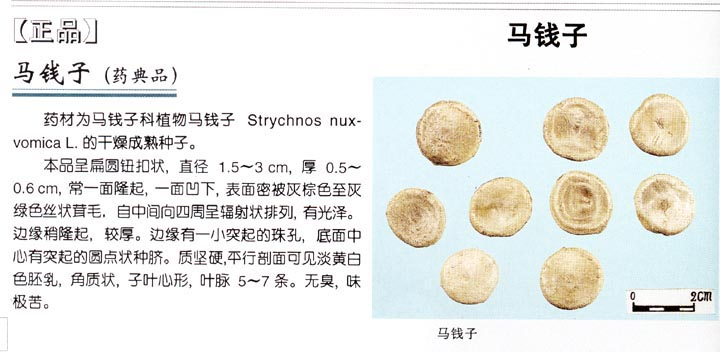 【正品】
马钱子
马钱子（药典品）
药材为马钱子科植物马钱子 Strychnos nux-
vomica L. 的干燥成熟种子。
本品呈扁圆钮扣状，直径 1.5～3 cm，厚 0.5～
0.6 cm，常一面隆起，一面凹下，表面密被灰棕色至灰
绿色丝状茸毛，自中间向四周呈辐射状排列，有光泽。
边缘稍隆起，较厚。边缘有一小突起的珠孔，底面中
心有突起的圆点状种脐。质坚硬,平行剖面可见淡黄白
色胚乳，角质状，子叶心形，叶脉 5～7 条。无臭，味
极苦。
0 2CM
马钱子